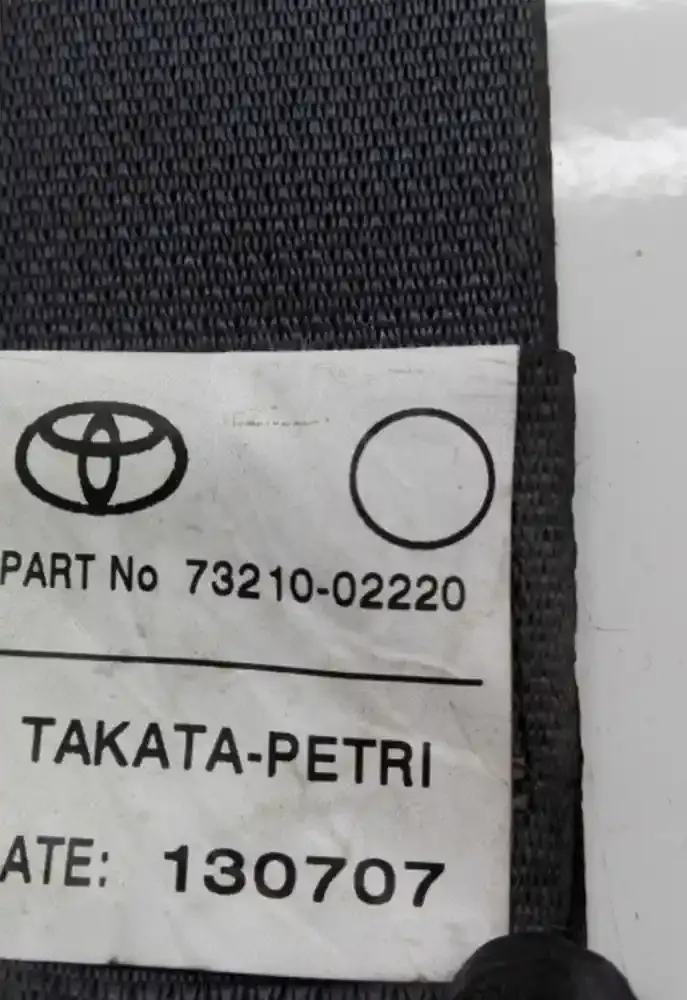 PART No 73210-02220
TAKATA-PETRI
ATE: 130707